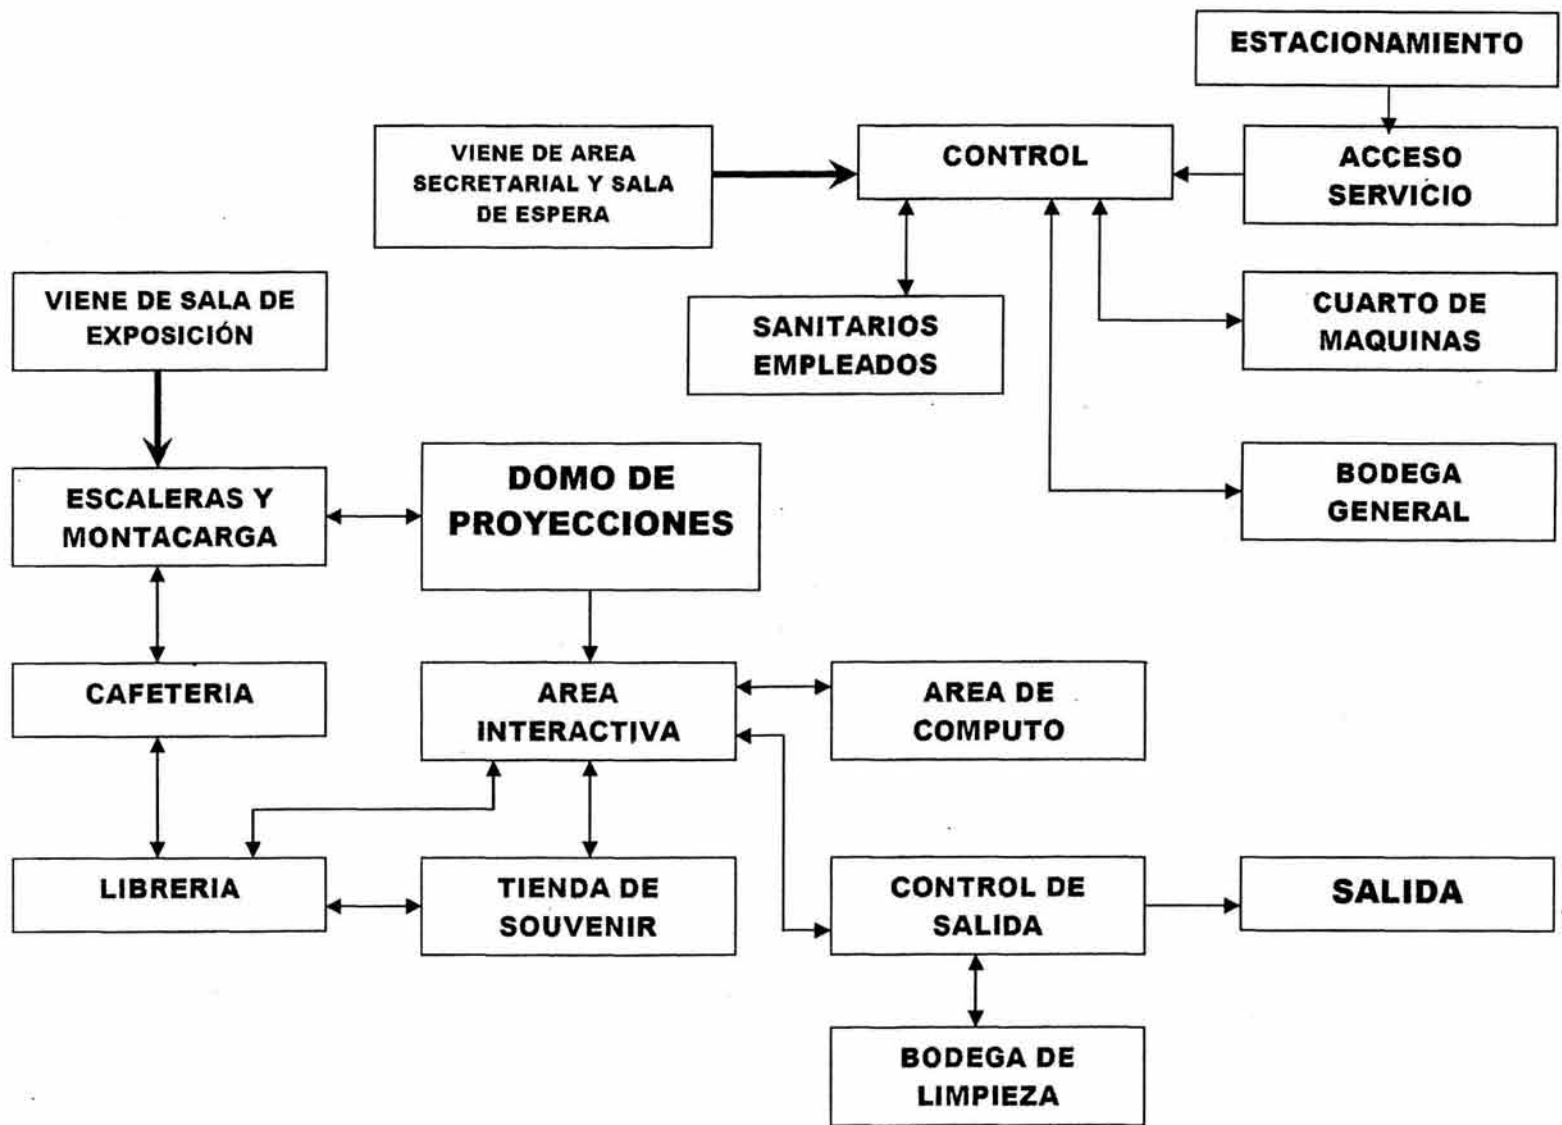 ESTACIONAMIENTO
VIENE DE AREA
SECRETARIAL Y SALA
DE ESPERA
CONTROL
ACCESO
SERVICIO
VIENE DE SALA DE
EXPOSICIÓN
SANITARIOS
EMPLEADOS
CUARTO DE
MAQUINAS
ESCALERAS Y
MONTACARGA
DOMO DE
PROYECCIONES
BODEGA
GENERAL
CAFETERIA
AREA
INTERACTIVA
AREA DE
COMPUTO
LIBRERIA
TIENDA DE
SOUVENIR
CONTROL DE
SALIDA
SALIDA
BODEGA DE
LIMPIEZA